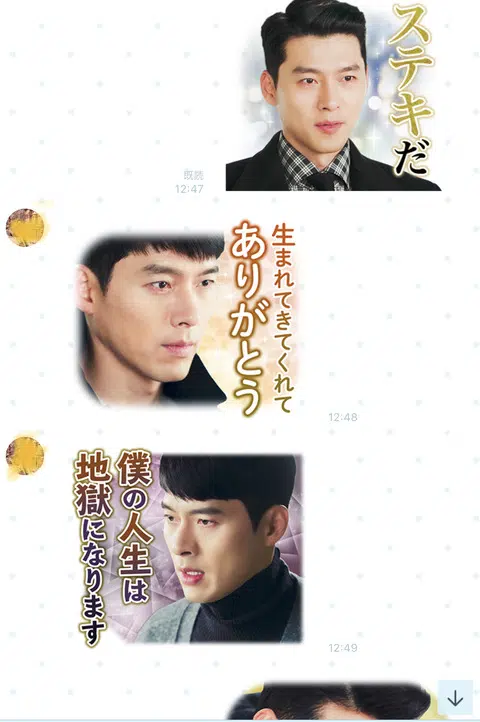 ステキだ
既読
12:47
生まれてきてくれて
ありがとう
12:48
僕の人生は
地獄になります
12:49